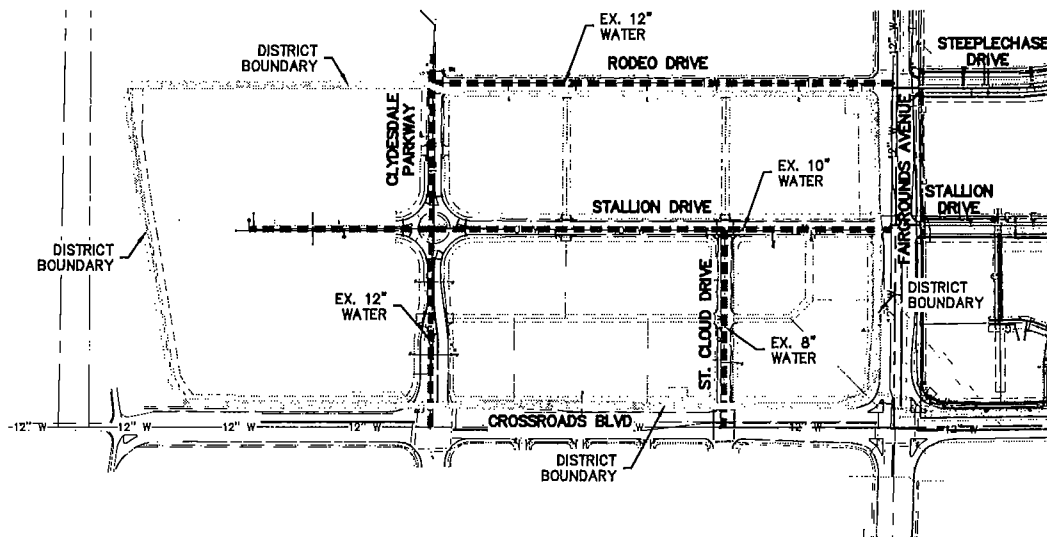 EX. 12"
WATER
DISTRICT
BOUNDARY
RODEO DRIVE
STEEPLECHASE
DRIVE
CLYDESDALE
PARKWAY
FAIRGROUNDS AVENUE
EX. 10"
WATER
STALLION DRIVE
STALLION
DRIVE
DISTRICT
BOUNDARY
EX. 12"
WATER
ST. CLOUD DRIVE
DISTRICT
BOUNDARY
EX. 8"
WATER
CROSSROADS BLVD
12" W
12" W
12" W
12" W
W
12" W
12" W
DISTRICT
BOUNDARY